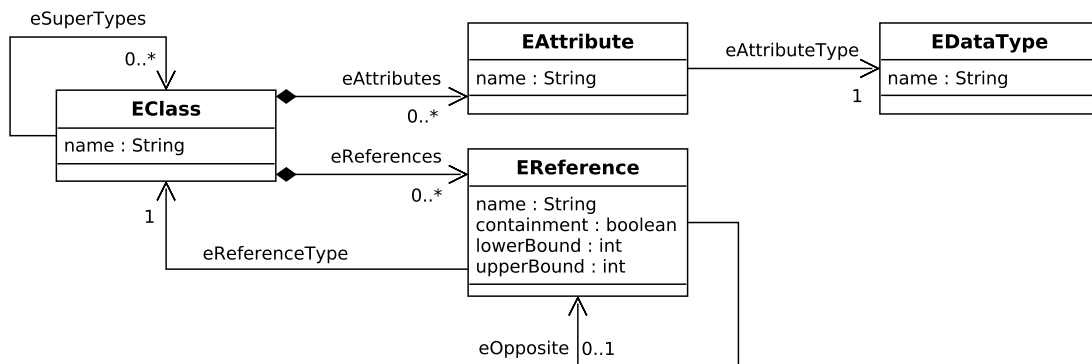 eSuperTypes
0..*
EClass
name : String
eAttributes
0..*
EAttribute
name : String
eAttributeType
1
EDataType
name : String
eReferences
0..*
EReference
name : String
containment : boolean
lowerBound : int
upperBound : int
1
eReferenceType
eOpposite
0..1